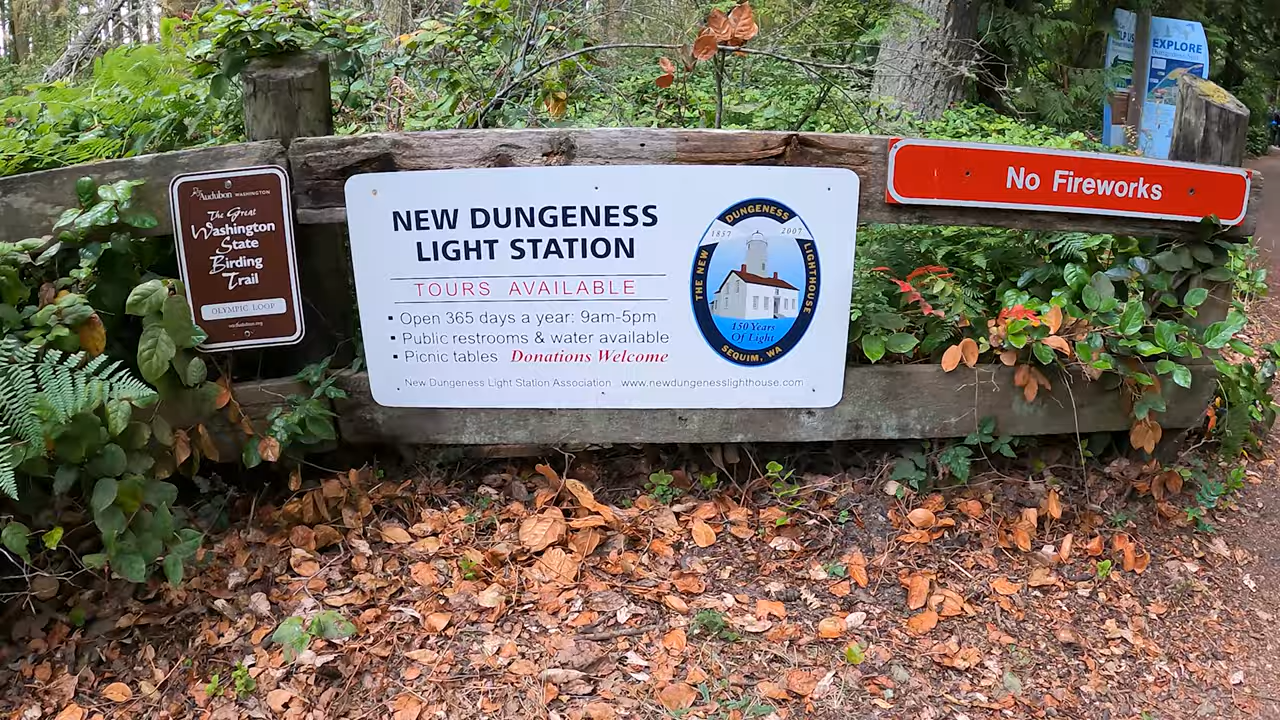 Audubon WASHINGTON
The Great
Washington
State
Birding
Trail
OLYMPIC LOOP
NEW DUNGENESS
LIGHT STATION
TOURS AVAILABLE
▪ Open 365 days a year: 9am-5pm
▪ Public restrooms & water available
▪ Picnic tables Donations Welcome
New Dungeness Light Station Association www.newdungenesslighthouse.com
THE NEW DUNGENESS LIGHTHOUSE
1857 2007
150 Years
Of Light
SEQUIM, WA
No Fireworks
EXPLORE